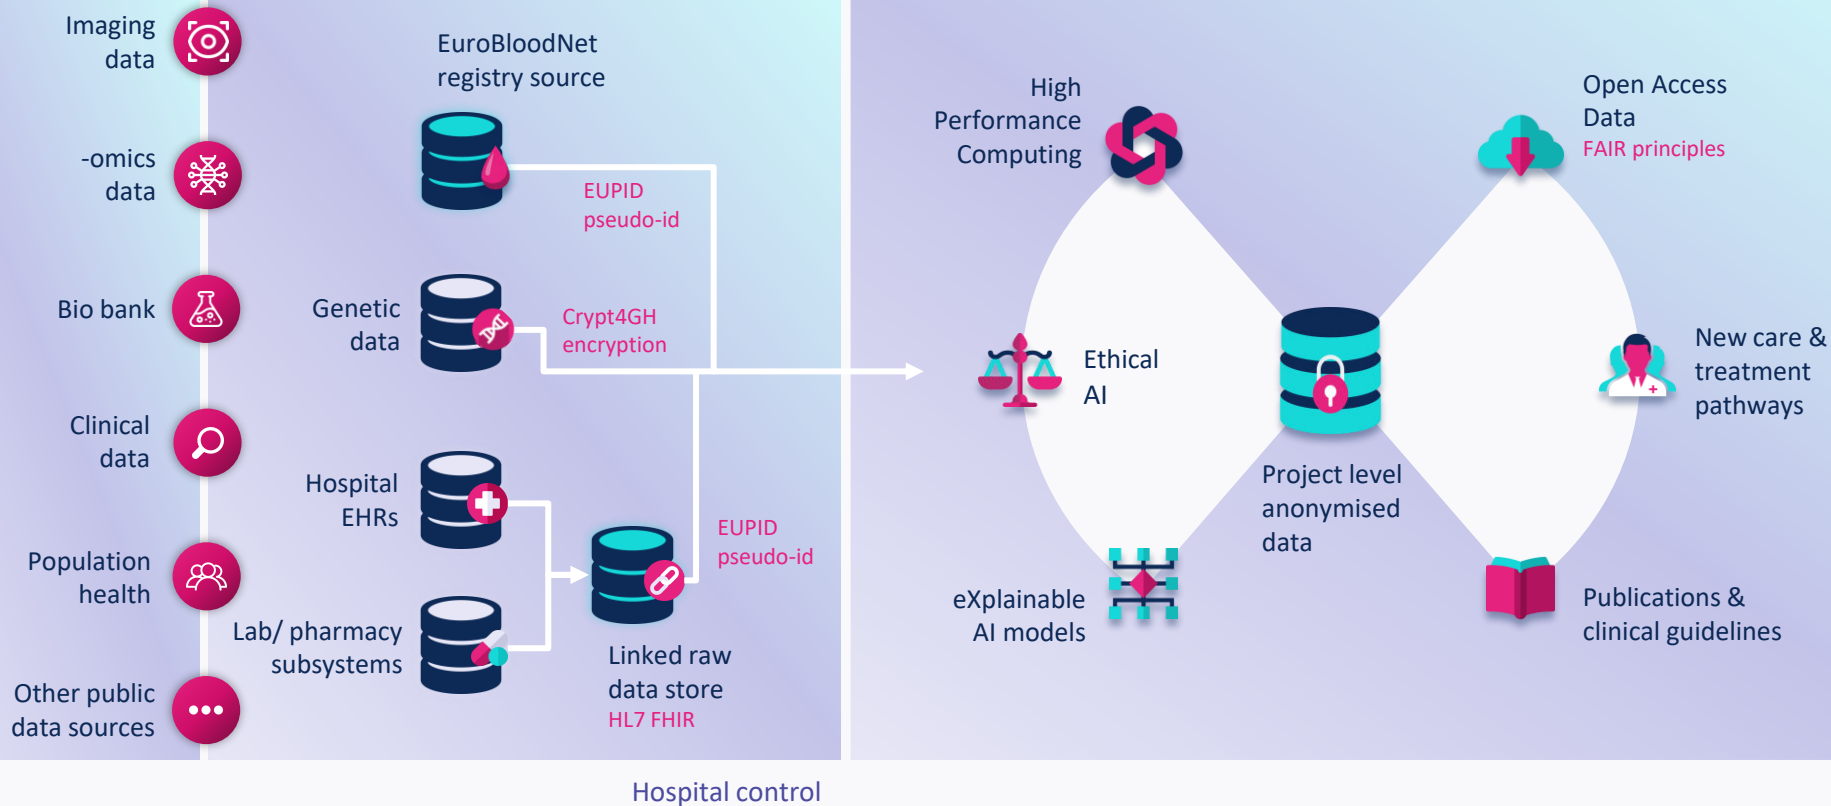 Imaging
data
-omics
data
Bio bank
Clinical
data
Population
health
Other public
data sources
EuroBloodNet
registry source
EUPID
pseudo-id
Genetic
data
Crypt4GH
encryption
Hospital
EHRs
Lab/ pharmacy
subsystems
EUPID
pseudo-id
Linked raw
data store
HL7 FHIR
High
Performance
Computing
Ethical
AI
eXplainable
AI models
Project level
anonymised
data
Open Access
Data
FAIR principles
New care &
treatment
pathways
Publications &
clinical guidelines
Hospital control